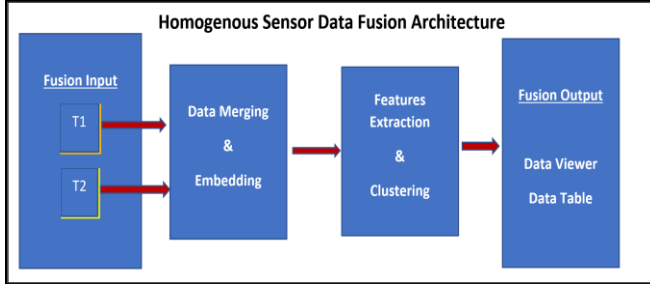 Homogenous Sensor Data Fusion Architecture
Fusion Input
T1
T2
Data Merging
&
Embedding
Features
Extraction
&
Clustering
Fusion Output
Data Viewer
Data Table